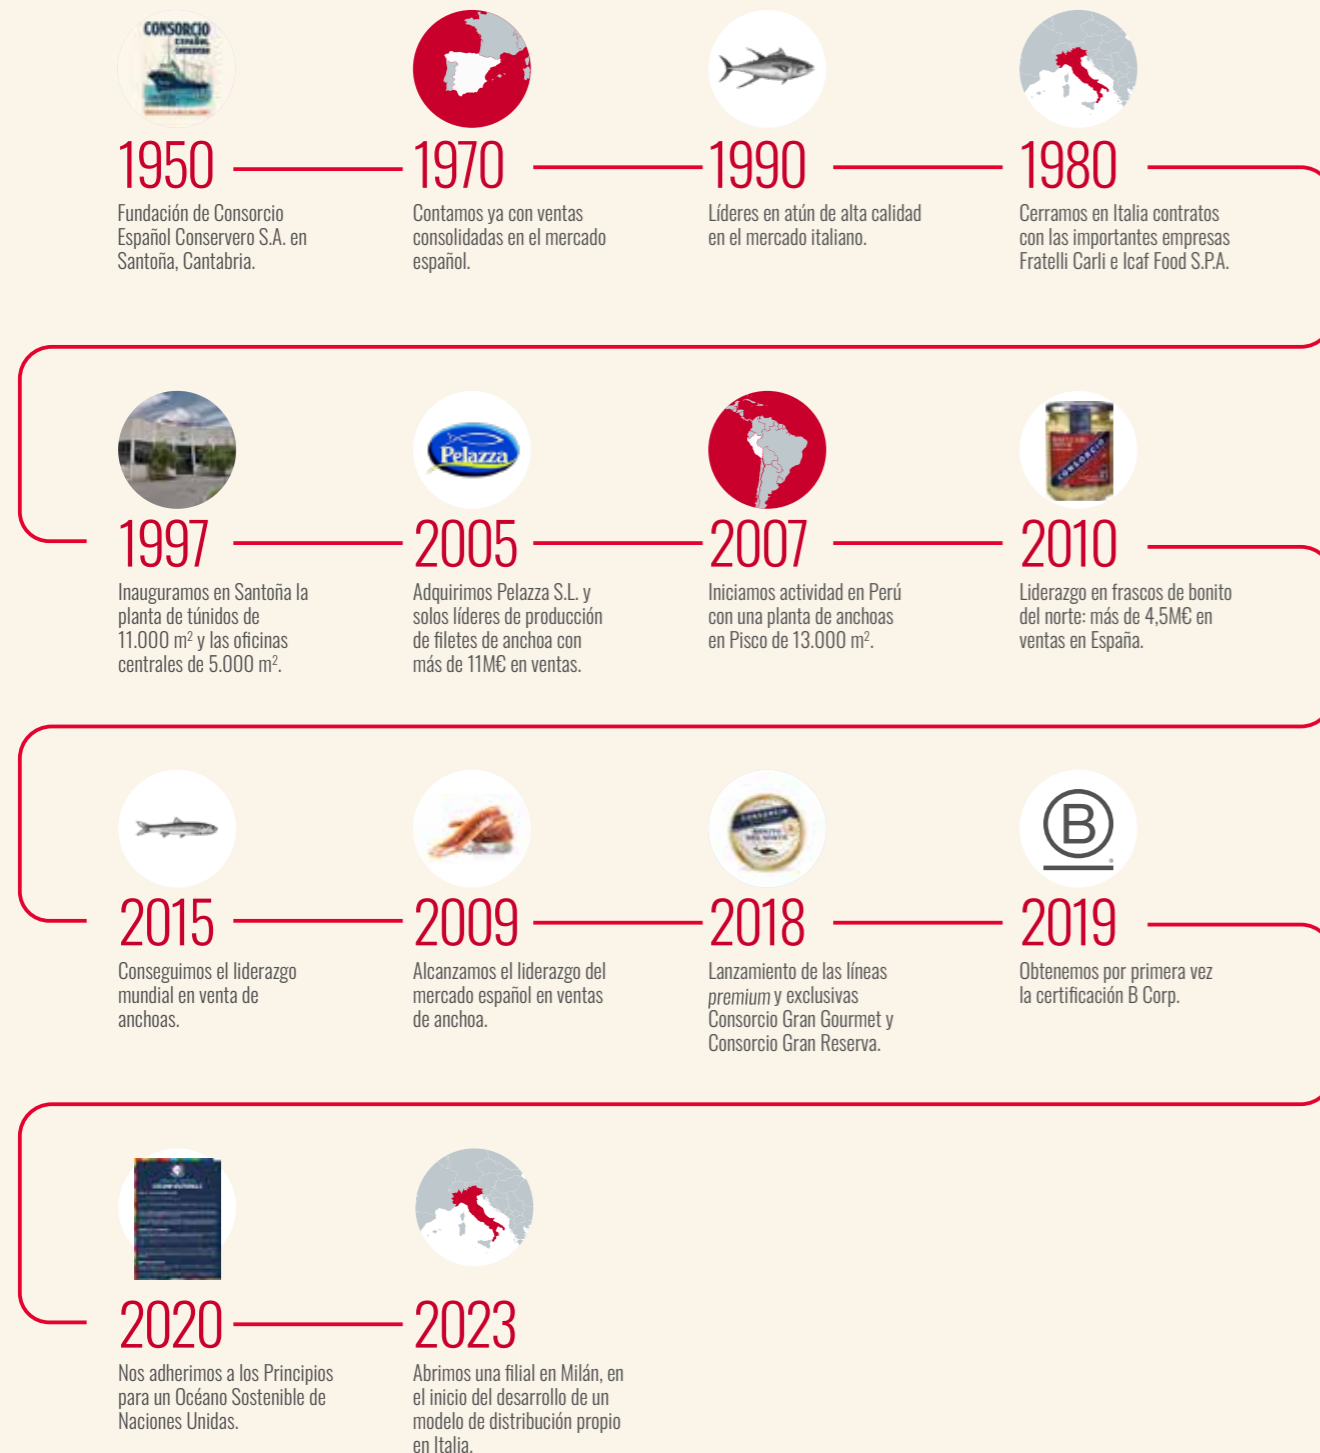 CONSORCIO
ESPAÑOL
CONSERVERO
1950
Fundación de Consorcio
Español Conservero S.A. en
Santoña, Cantabria.
1970
Contamos ya con ventas
consolidadas en el mercado
español.
1990
Líderes en atún de alta calidad
en el mercado italiano.
1980
Cerramos en Italia contratos
con las importantes empresas
Fratelli Carli e Icaf Food S.P.A.
1997
Inauguramos en Santoña la
planta de túnidos de
11.000 m² y las oficinas
centrales de 5.000 m².
Pelazza
2005
Adquirimos Pelazza S.L. y
solos líderes de producción
de filetes de anchoa con
más de 11M€ en ventas.
2007
Iniciamos actividad en Perú
con una planta de anchoas
en Pisco de 13.000 m².
CONSORCIO
2010
Liderazgo en frascos de bonito
del norte: más de 4,5M€ en
ventas en España.
2015
Conseguimos el liderazgo
mundial en venta de
anchoas.
2009
Alcanzamos el liderazgo del
mercado español en ventas
de anchoa.
CONSORCIO
BONITO
DEL NORTE
2018
Lanzamiento de las líneas
premium y exclusivas
Consorcio Gran Gourmet y
Consorcio Gran Reserva.
B
2019
Obtenemos por primera vez
la certificación B Corp.
2020
Nos adherimos a los Principios
para un Océano Sostenible de
Naciones Unidas.
2023
Abrimos una filial en Milán, en
el inicio del desarrollo de un
modelo de distribución propio
en Italia.